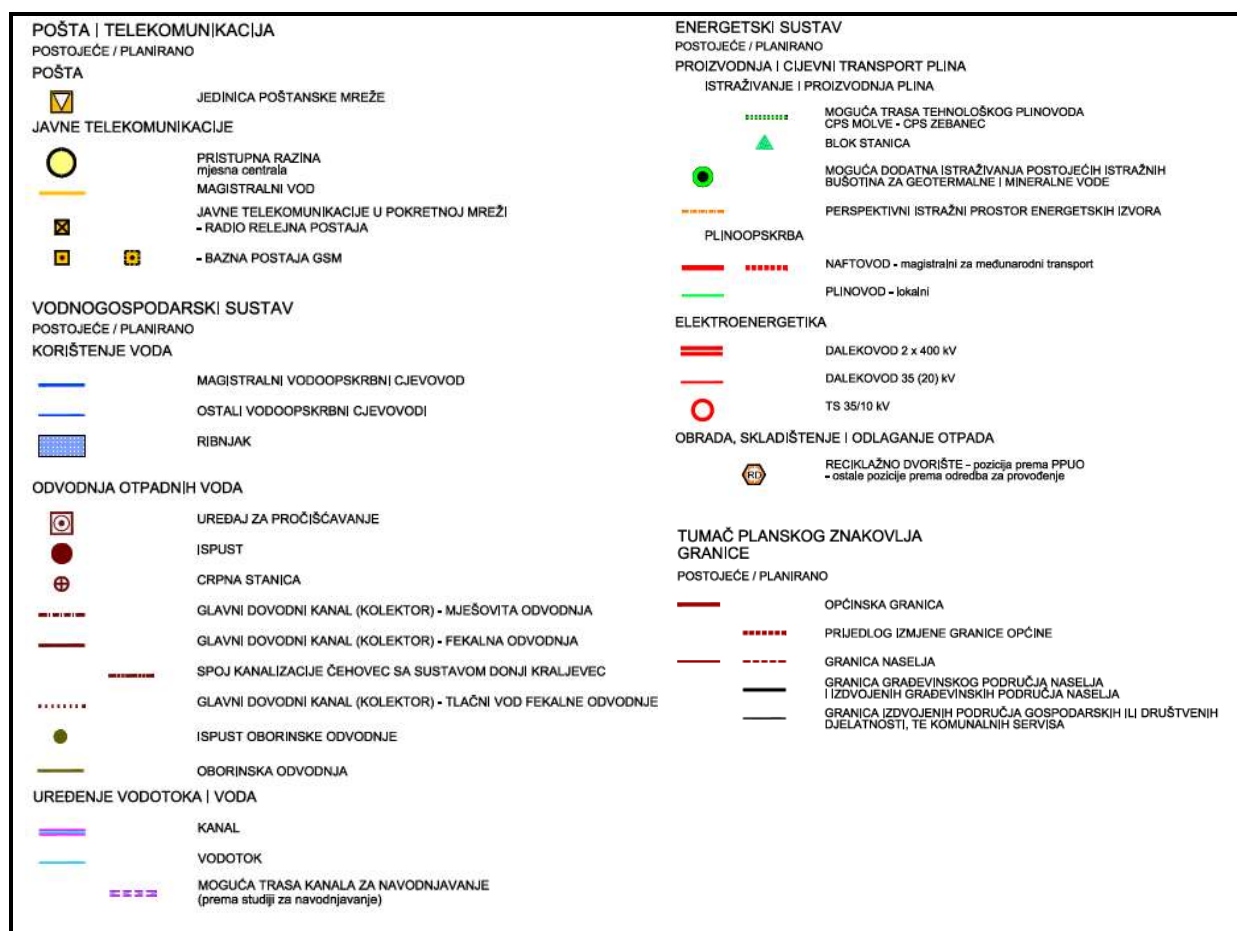 POŠTA I TELEKOMUNIKACIJA
POSTOJEĆE / PLANIRANO
POŠTA
JEDINICA POŠTANSKE MREŽE
JAVNE TELEKOMUNIKACIJE
PRISTUPNA RAZINA
mjesna centrala
MAGISTRALNI VOD
JAVNE TELEKOMUNIKACIJE U POKRETNOJ MREŽI
- RADIO RELEJNA POSTAJA
- BAZNA POSTAJA GSM
VODNOGOSPODARSKI SUSTAV
POSTOJEĆE / PLANIRANO
KORIŠTENJE VODA
MAGISTRALNI VODOOPSKRBNI CJEVOVOD
OSTALI VODOOPSKRBNI CJEVOVODI
RIBNJAK
ODVODNJA OTPADNIH VODA
UREĐAJ ZA PROČIŠĆAVANJE
ISPUST
CRPNA STANICA
GLAVNI DOVODNI KANAL (KOLEKTOR) - MJEŠOVITA ODVODNJA
GLAVNI DOVODNI KANAL (KOLEKTOR) - FEKALNA ODVODNJA
SPOJ KANALIZACIJE ČEHOVEC SA SUSTAVOM DONJI KRALJEVEC
GLAVNI DOVODNI KANAL (KOLEKTOR) - TLAČNI VOD FEKALNE ODVODNJE
ISPUST OBORINSKE ODVODNJE
OBORINSKA ODVODNJA
UREĐENJE VODOTOKA I VODA
KANAL
VODOTOK
MOGUĆA TRASA KANALA ZA NAVODNJAVANJE
(prema studiji za navodnjavanje)
ENERGETSKI SUSTAV
POSTOJEĆE / PLANIRANO
PROIZVODNJA I CIJEVNI TRANSPORT PLINA
ISTRAŽIVANJE I PROIZVODNJA PLINA
MOGUĆA TRASA TEHNOLOŠKOG PLINOVODA
CPS MOLVE - CPS ZEBANEC
BLOK STANICA
MOGUĆA DODATNA ISTRAŽIVANJA POSTOJEĆIH ISTRAŽNIH
BUŠOTINA ZA GEOTERMALNE I MINERALNE VODE
PERSPEKTIVNI ISTRAŽNI PROSTOR ENERGETSKIH IZVORA
PLINOOPSKRBA
NAFTOVOD - magistralni za međunarodni transport
PLINOVOD - lokalni
ELEKTROENERGETIKA
DALEKOVOD 2 x 400 kV
DALEKOVOD 35 (20) kV
TS 35/10 kV
OBRADA, SKLADIŠTENJE I ODLAGANJE OTPADA
RD
RECIKLAŽNO DVORIŠTE - pozicija prema PPUO
- ostale pozicije prema odredba za provođenje
TUMAČ PLANSKOG ZNAKOVLJA
GRANICE
POSTOJEĆE / PLANIRANO
OPĆINSKA GRANICA
PRIJEDLOG IZMJENE GRANICE OPĆINE
GRANICA NASELJA
GRANICA GRAĐEVINSKOG PODRUČJA NASELJA
I IZDVOJENIH GRAĐEVINSKIH PODRUČJA NASELJA
GRANICA IZDVOJENIH PODRUČJA GOSPODARSKIH ILI DRUŠTVENIH
DJELATNOSTI, TE KOMUNALNIH SERVISA